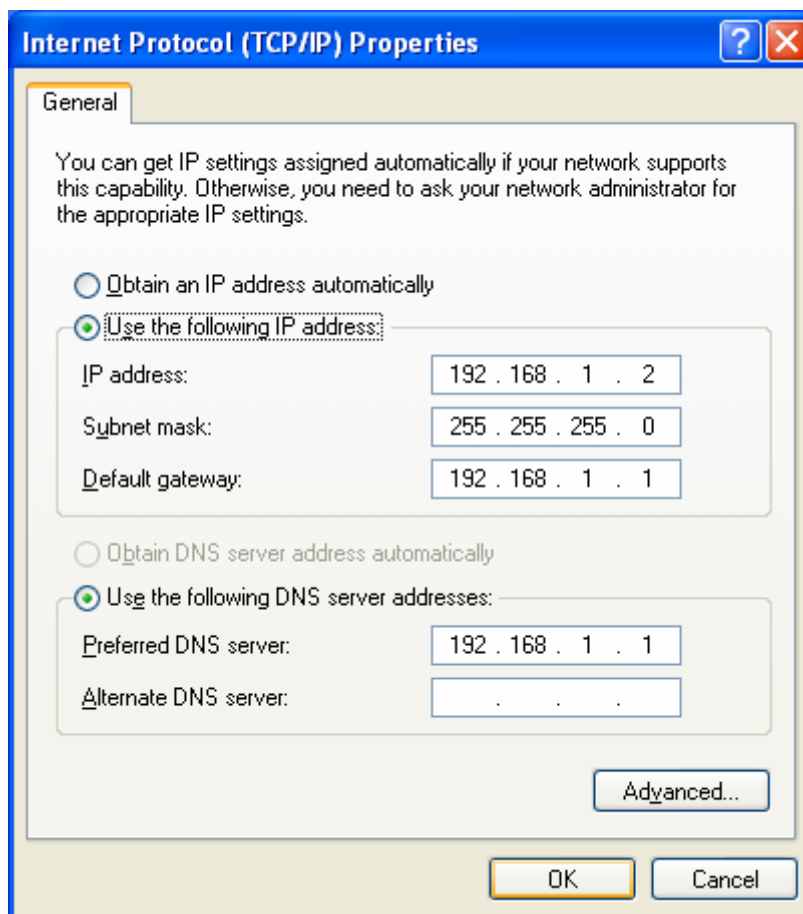 Internet Protocol (TCP/IP) Properties
General
You can get IP settings assigned automatically if your network supports
this capability. Otherwise, you need to ask your network administrator for
the appropriate IP settings.
Obtain an IP address automatically
Use the following IP address:
IP address: 192 . 168 . 1 . 2
Subnet mask: 255 . 255 . 255 . 0
Default gateway: 192 . 168 . 1 . 1
Obtain DNS server address automatically
Use the following DNS server addresses:
Preferred DNS server: 192 . 168 . 1 . 1
Alternate DNS server: . . .
Advanced...
OK Cancel